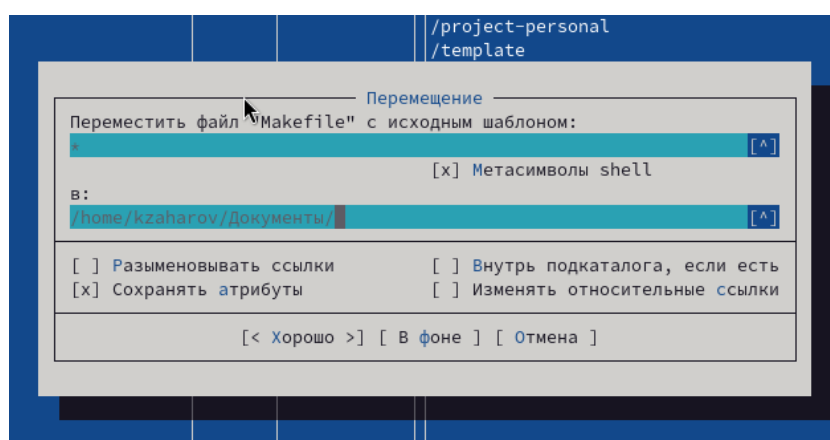 /project-personal
/template
Перемещение
Переместить файл "Makefile" с исходным шаблоном:
* [^]
[x] Метасимволы shell
в:
/home/kzaharov/Документы/ [^]
[ ] Разыменовывать ссылки [ ] Внутрь подкаталога, если есть
[x] Сохранять атрибуты [ ] Изменять относительные ссылки
[< Хорошо >] [ В фоне ] [ Отмена ]